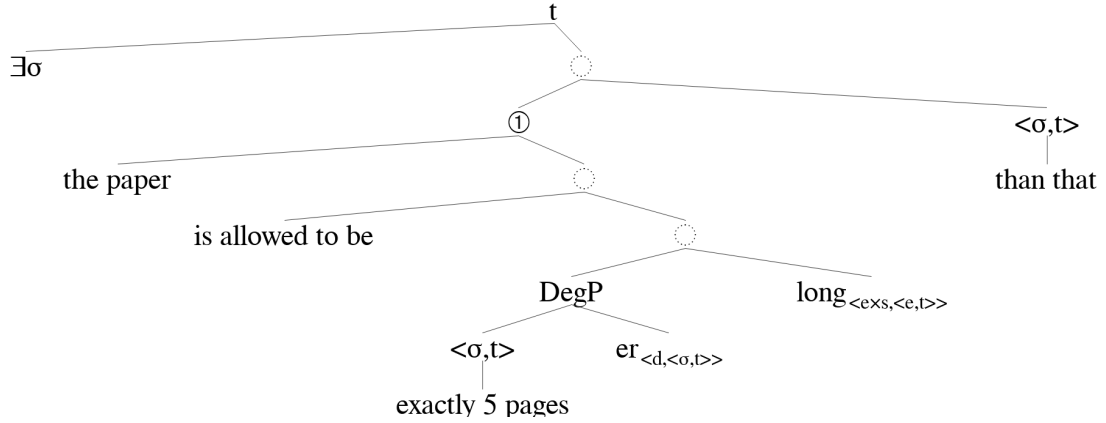 t
∃σ
①
<σ,t>
the paper
than that
is allowed to be
DegP
long<e×s,<e,t>>
<σ,t>
er<d,<σ,t>>
exactly 5 pages